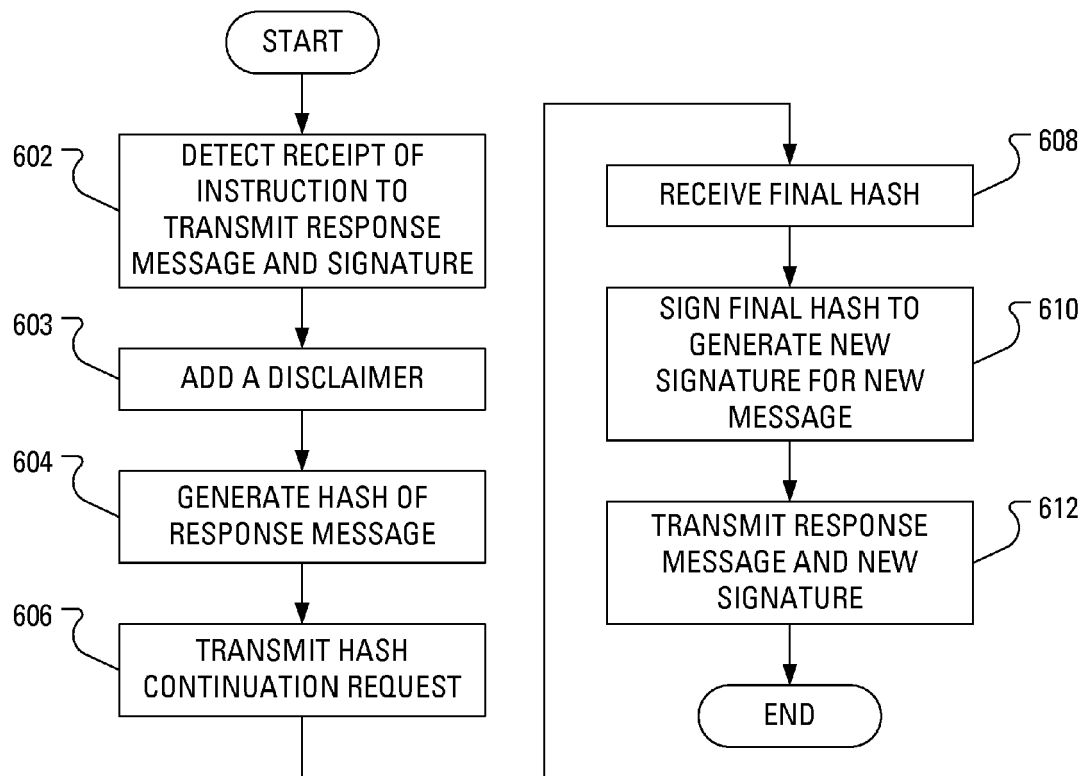 START
602
DETECT RECEIPT OF
INSTRUCTION TO
TRANSMIT RESPONSE
MESSAGE AND SIGNATURE
603
ADD A DISCLAIMER
604
GENERATE HASH OF
RESPONSE MESSAGE
606
TRANSMIT HASH
CONTINUATION REQUEST
608
RECEIVE FINAL HASH
610
SIGN FINAL HASH TO
GENERATE NEW
SIGNATURE FOR NEW
MESSAGE
612
TRANSMIT RESPONSE
MESSAGE AND NEW
SIGNATURE
END